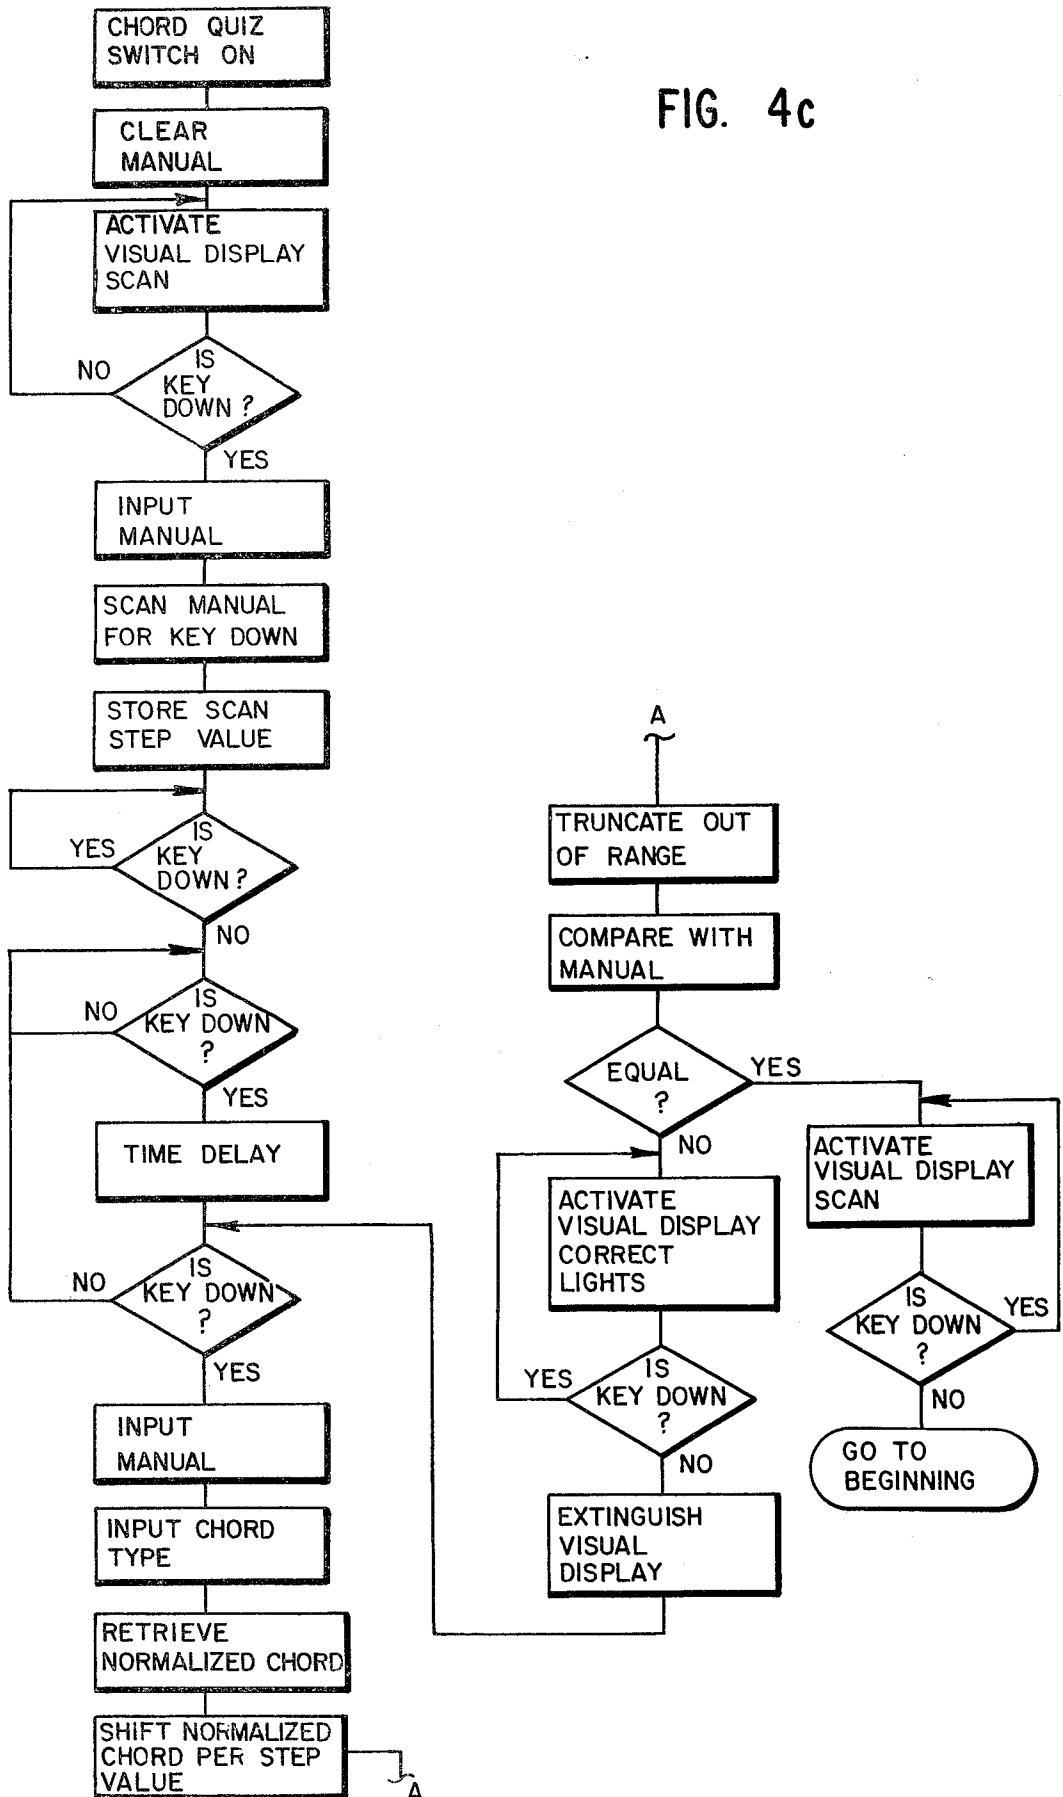 CHORD QUIZ
SWITCH ON
FIG. 4c
CLEAR
MANUAL
ACTIVATE
VISUAL DISPLAY
SCAN
NO
IS
KEY
DOWN?
YES
INPUT
MANUAL
SCAN MANUAL
FOR KEY DOWN
STORE SCAN
STEP VALUE
YES
IS
KEY
DOWN?
NO
NO
IS
KEY DOWN
?
YES
TIME DELAY
NO
IS
KEY DOWN
?
YES
INPUT
MANUAL
INPUT CHORD
TYPE
RETRIEVE
NORMALIZED CHORD
SHIFT NORMALIZED
CHORD PER STEP
VALUE
A
A
TRUNCATE OUT
OF RANGE
COMPARE WITH
MANUAL
EQUAL
?
YES
NO
ACTIVATE
VISUAL DISPLAY
CORRECT
LIGHTS
YES
IS
KEY DOWN
?
NO
EXTINGUISH
VISUAL
DISPLAY
ACTIVATE
VISUAL DISPLAY
SCAN
IS
KEY DOWN
?
YES
NO
GO TO
BEGINNING